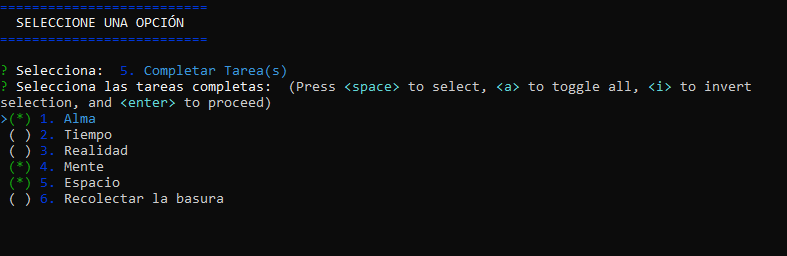 ==========================
SELECCIONE UNA OPCIÓN
==========================
? Selecciona: 5. Completar Tarea(s)
? Selecciona las tareas completas: (Press <space> to select, <a> to toggle all, <i> to invert
selection, and <enter> to proceed)
>(*) 1. Alma
( ) 2. Tiempo
( ) 3. Realidad
(*) 4. Mente
(*) 5. Espacio
( ) 6. Recolectar la basura